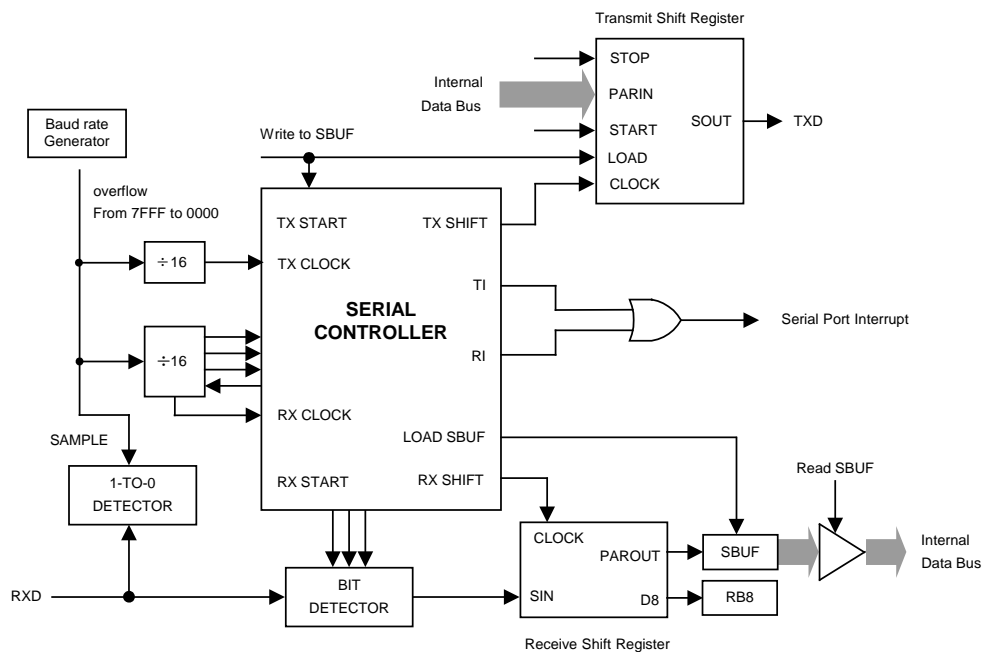 Transmit Shift Register
STOP
Internal
Data Bus
PARIN
START
SOUT
TXD
LOAD
CLOCK
Baud rate
Generator
Write to SBUF
overflow
From 7FFF to 0000
÷16
TX START
TX SHIFT
TX CLOCK
TI
SERIAL
CONTROLLER
Serial Port Interrupt
RI
÷16
RX CLOCK
SAMPLE
LOAD SBUF
1-TO-0
DETECTOR
RX START
RX SHIFT
Read SBUF
CLOCK
PAROUT
SBUF
Internal
Data Bus
RXD
BIT
DETECTOR
SIN
D8
RB8
Receive Shift Register